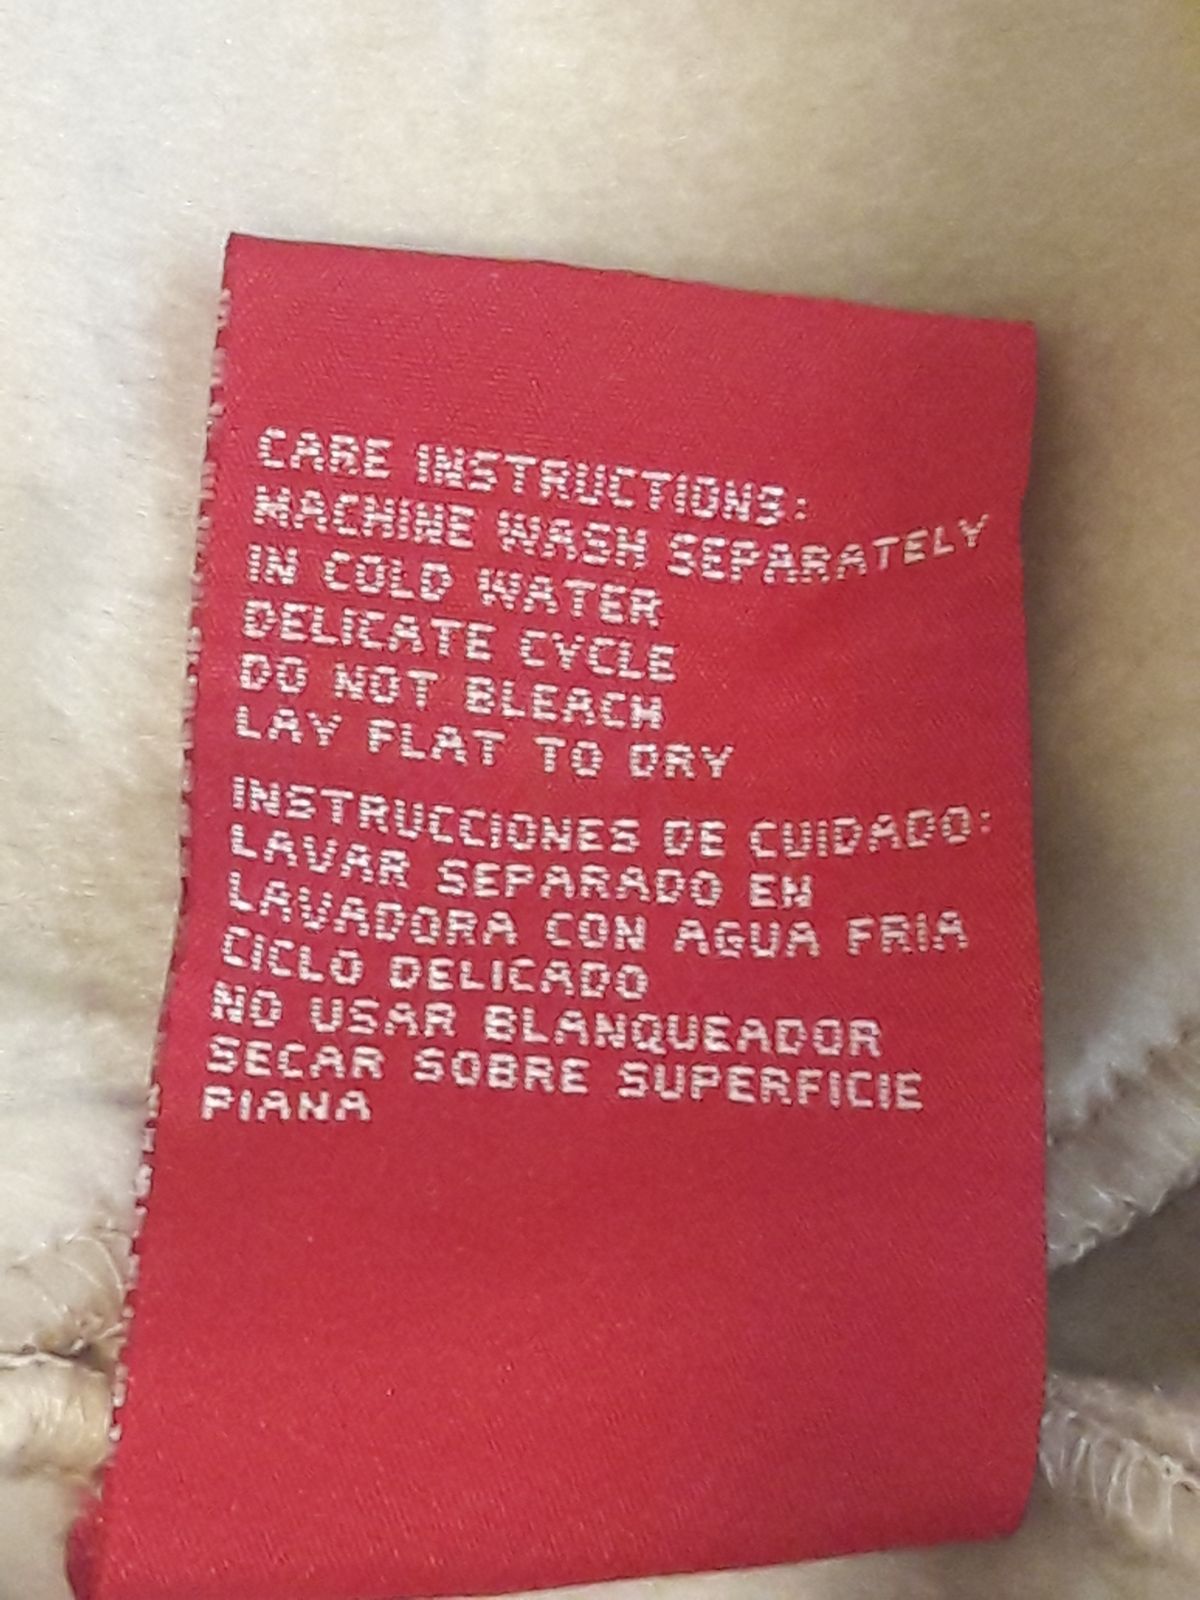 CARE INSTRUCTIONS:
MACHINE WASH SEPARATELY
IN COLD WATER
DELICATE CYCLE
DO NOT BLEACH
LAY FLAT TO DRY
INSTRUCCIONES DE CUIDADO:
LAVAR SEPARADO EN
LAVADORA CON AGUA FRIA
CICLO DELICADO
NO USAR BLANQUEADOR
SECAR SOBRE SUPERFICIE
PIANA